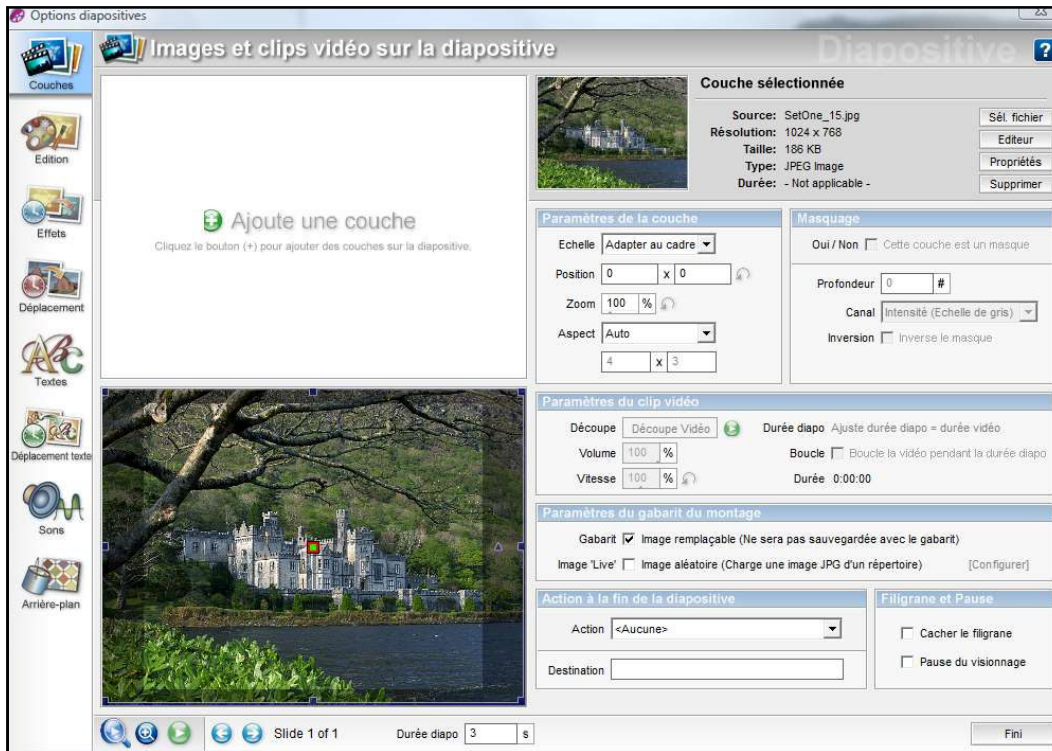 Options diapositives
Images et clips vidéo sur la diapositive
Diapositive
?
Couches
Edition
Effets
Déplacement
Textes
Déplacement texte
Sons
Arrière-plan
Ajoute une couche
Cliquez le bouton (+) pour ajouter des couches sur la diapositive.
Couche sélectionnée
Source: SetOne_15.jpg
Résolution: 1024 x 768
Taille: 186 KB
Type: JPEG Image
Durée: - Not applicable -
Sél. fichier
Editeur
Propriétés
Supprimer
Paramètres de la couche
Echelle Adapter au cadre
Position 0 x 0
Zoom 100 %
Aspect Auto
4 x 3
Masquage
Oui / Non Cette couche est un masque
Profondeur 0 #
Canal Intensité (Echelle de gris)
Inversion Inverse le masque
Paramètres du clip vidéo
Découpe Découpe Vidéo Durée diapo Ajuste durée diapo = durée vidéo
Volume 100 % Boucle Boucle la vidéo pendant la durée diapo
Vitesse 100 % Durée 0:00:00
Paramètres du gabarit du montage
Gabarit Image remplaçable (Ne sera pas sauvegardée avec le gabarit)
Image 'Live' Image aléatoire (Charge une image JPG d'un répertoire) [Configurer]
Action à la fin de la diapositive
Action <Aucune>
Destination
Filigrane et Pause
Cacher le filigrane
Pause du visionnage
Slide 1 of 1 Durée diapo 3 s
Fini